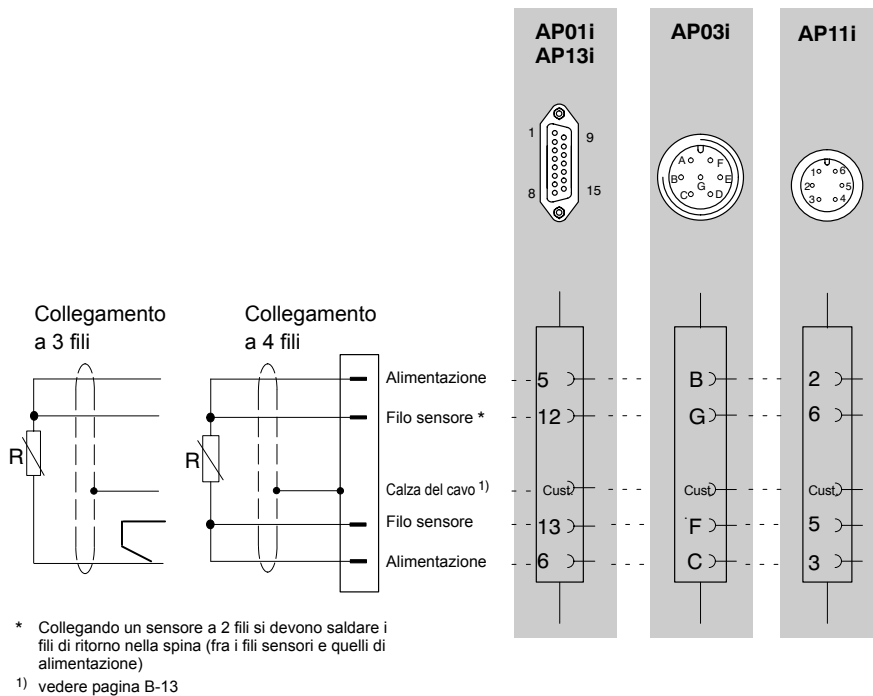 AP01i
AP13i
AP03i
AP11i
1
9
8
15
A
F
B
E
G
C
D
1
6
2
5
3
4
Collegamento
a 3 fili
Collegamento
a 4 fili
R
R
Alimentazione
Filo sensore *
Calza del cavo 1)
Filo sensore
Alimentazione
5
12
Cust.
13
6
B
G
Cust.
F
C
2
6
Cust.
5
3
* Collegando un sensore a 2 fili si devono saldare i
fili di ritorno nella spina (fra i fili sensori e quelli di
alimentazione)
1) vedere pagina B-13